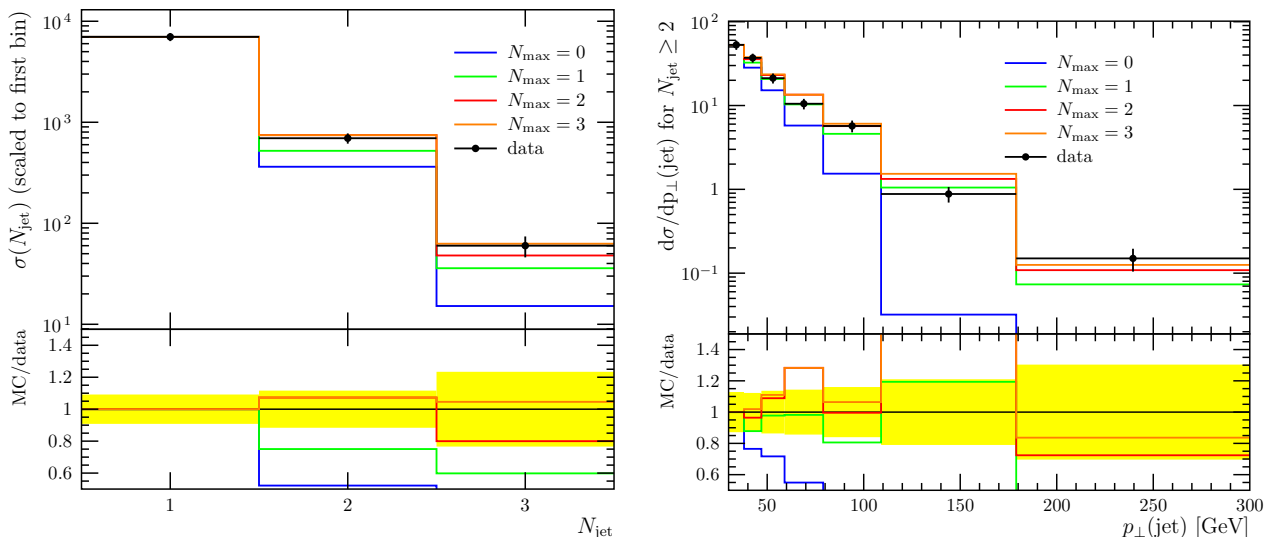 σ(N_jet) (scaled to first bin)
10^4
10^3
10^2
10^1
N_max = 0
N_max = 1
N_max = 2
N_max = 3
data
MC/data
1.4
1.2
1
0.8
0.6
1
2
3
N_jet
dσ/dp⊥(jet) for N_jet ≥ 2
10^2
10^1
1
10^−1
N_max = 0
N_max = 1
N_max = 2
N_max = 3
data
MC/data
1.4
1.2
1
0.8
0.6
50
100
150
200
250
300
p⊥(jet) [GeV]